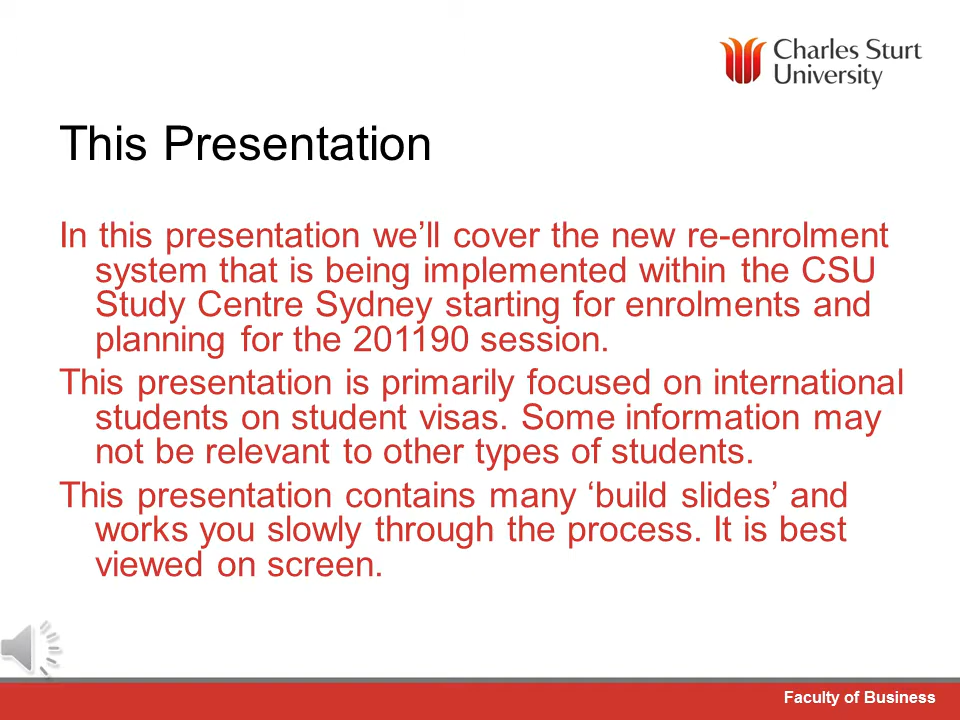 Charles Sturt
University
This Presentation
In this presentation we’ll cover the new re-enrolment
system that is being implemented within the CSU
Study Centre Sydney starting for enrolments and
planning for the 201190 session.
This presentation is primarily focused on international
students on student visas. Some information may
not be relevant to other types of students.
This presentation contains many ‘build slides’ and
works you slowly through the process. It is best
viewed on screen.
Faculty of Business